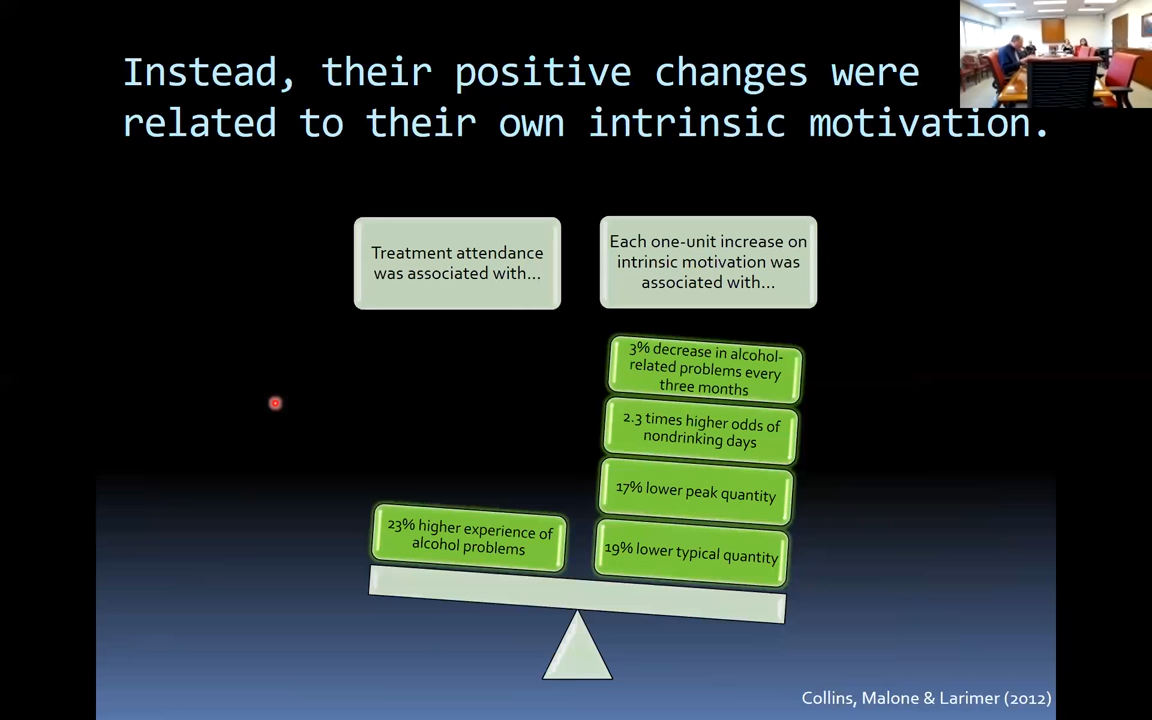 Instead, their positive changes were
related to their own intrinsic motivation.
Treatment attendance
was associated with...
Each one-unit increase on
intrinsic motivation was
associated with...
3% decrease in alcohol-
related problems every
three months
2.3 times higher odds of
nondrinking days
17% lower peak quantity
19% lower typical quantity
23% higher experience of
alcohol problems
Collins, Malone & Larimer (2012)